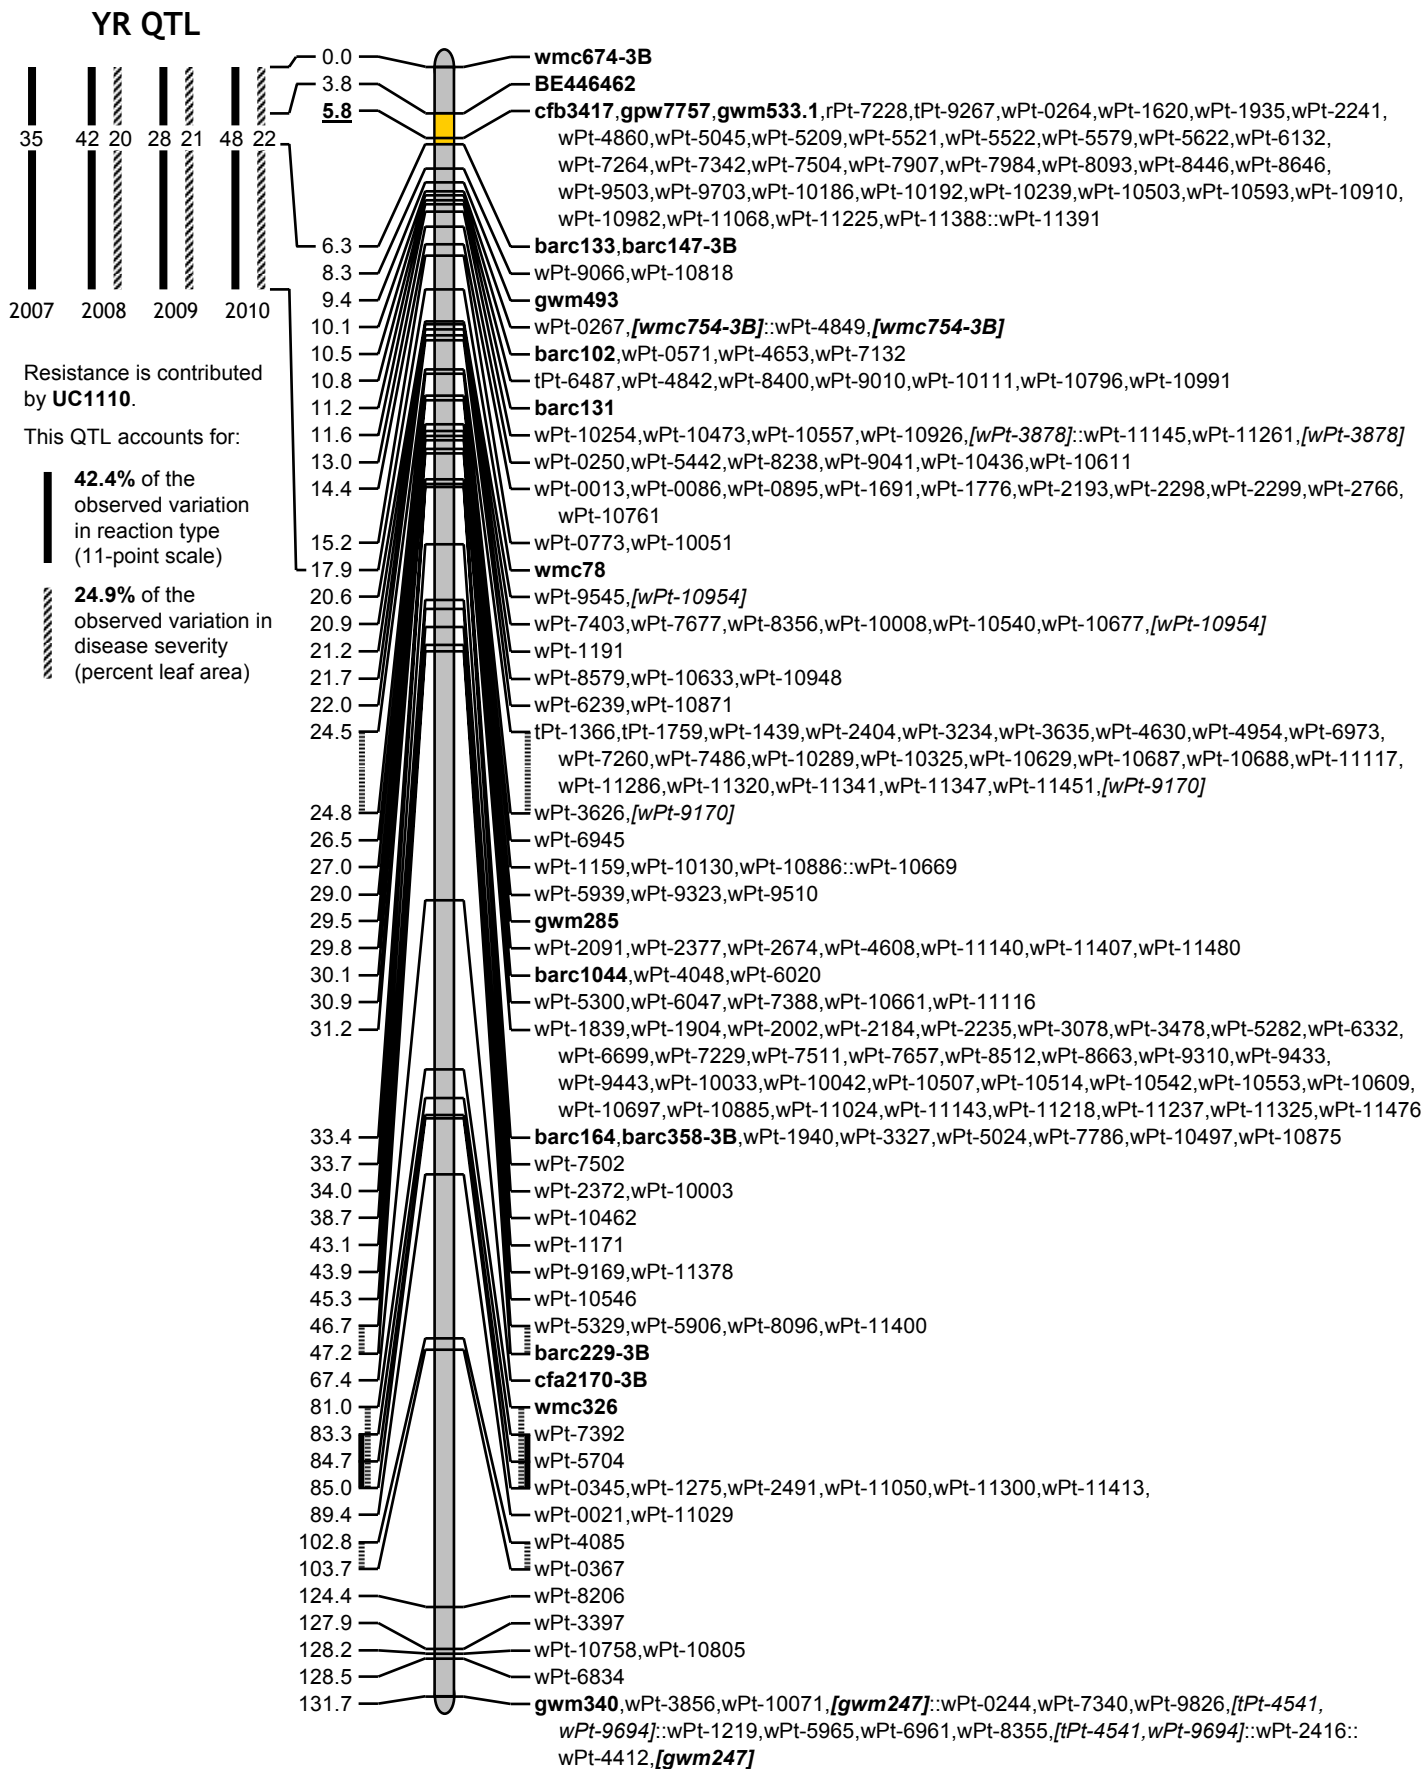 YR QTL
35 42 20 28 21 48 22
2007 2008 2009 2010
Resistance is contributed
by UC1110.
This QTL accounts for:
42.4% of the
observed variation
in reaction type
(11-point scale)
24.9% of the
observed variation in
disease severity
(percent leaf area)
0.0 wmc674-3B
3.8 BE446462
5.8 cfb3417,gpw7757,gwm533.1,rPt-7228,tPt-9267,wPt-0264,wPt-1620,wPt-1935,wPt-2241,
wPt-4860,wPt-5045,wPt-5209,wPt-5521,wPt-5522,wPt-5579,wPt-5622,wPt-6132,
wPt-7264,wPt-7342,wPt-7504,wPt-7907,wPt-7984,wPt-8093,wPt-8446,wPt-8646,
wPt-9503,wPt-9703,wPt-10186,wPt-10192,wPt-10239,wPt-10503,wPt-10593,wPt-10910,
wPt-10982,wPt-11068,wPt-11225,wPt-11388::wPt-11391
6.3 barc133,barc147-3B
8.3 wPt-9066,wPt-10818
9.4 gwm493
10.1 wPt-0267,[wmc754-3B]::wPt-4849,[wmc754-3B]
10.5 barc102,wPt-0571,wPt-4653,wPt-7132
10.8 tPt-6487,wPt-4842,wPt-8400,wPt-9010,wPt-10111,wPt-10796,wPt-10991
11.2 barc131
11.6 wPt-10254,wPt-10473,wPt-10557,wPt-10926,[wPt-3878]::wPt-11145,wPt-11261,[wPt-3878]
13.0 wPt-0250,wPt-5442,wPt-8238,wPt-9041,wPt-10436,wPt-10611
14.4 wPt-0013,wPt-0086,wPt-0895,wPt-1691,wPt-1776,wPt-2193,wPt-2298,wPt-2299,wPt-2766,
wPt-10761
15.2 wPt-0773,wPt-10051
17.9 wmc78
20.6 wPt-9545,[wPt-10954]
20.9 wPt-7403,wPt-7677,wPt-8356,wPt-10008,wPt-10540,wPt-10677,[wPt-10954]
21.2 wPt-1191
21.7 wPt-8579,wPt-10633,wPt-10948
22.0 wPt-6239,wPt-10871
24.5 tPt-1366,tPt-1759,wPt-1439,wPt-2404,wPt-3234,wPt-3635,wPt-4630,wPt-4954,wPt-6973,
wPt-7260,wPt-7486,wPt-10289,wPt-10325,wPt-10629,wPt-10687,wPt-10688,wPt-11117,
wPt-11286,wPt-11320,wPt-11341,wPt-11347,wPt-11451,[wPt-9170]
24.8 wPt-3626,[wPt-9170]
26.5 wPt-6945
27.0 wPt-1159,wPt-10130,wPt-10886::wPt-10669
29.0 wPt-5939,wPt-9323,wPt-9510
29.5 gwm285
29.8 wPt-2091,wPt-2377,wPt-2674,wPt-4608,wPt-11140,wPt-11407,wPt-11480
30.1 barc1044,wPt-4048,wPt-6020
30.9 wPt-5300,wPt-6047,wPt-7388,wPt-10661,wPt-11116
31.2 wPt-1839,wPt-1904,wPt-2002,wPt-2184,wPt-2235,wPt-3078,wPt-3478,wPt-5282,wPt-6332,
wPt-6699,wPt-7229,wPt-7511,wPt-7657,wPt-8512,wPt-8663,wPt-9310,wPt-9433,
wPt-9443,wPt-10033,wPt-10042,wPt-10507,wPt-10514,wPt-10542,wPt-10553,wPt-10609,
wPt-10697,wPt-10885,wPt-11024,wPt-11143,wPt-11218,wPt-11237,wPt-11325,wPt-11476
33.4 barc164,barc358-3B,wPt-1940,wPt-3327,wPt-5024,wPt-7786,wPt-10497,wPt-10875
33.7 wPt-7502
34.0 wPt-2372,wPt-10003
38.7 wPt-10462
43.1 wPt-1171
43.9 wPt-9169,wPt-11378
45.3 wPt-10546
46.7 wPt-5329,wPt-5906,wPt-8096,wPt-11400
47.2 barc229-3B
67.4 cfa2170-3B
81.0 wmc326
83.3 wPt-7392
84.7 wPt-5704
85.0 wPt-0345,wPt-1275,wPt-2491,wPt-11050,wPt-11300,wPt-11413,
89.4 wPt-0021,wPt-11029
102.8 wPt-4085
103.7 wPt-0367
124.4 wPt-8206
127.9 wPt-3397
128.2 wPt-10758,wPt-10805
128.5 wPt-6834
131.7 gwm340,wPt-3856,wPt-10071,[gwm247]::wPt-0244,wPt-7340,wPt-9826,[tPt-4541,
wPt-9694]::wPt-1219,wPt-5965,wPt-6961,wPt-8355,[tPt-4541,wPt-9694]::wPt-2416::
wPt-4412,[gwm247]